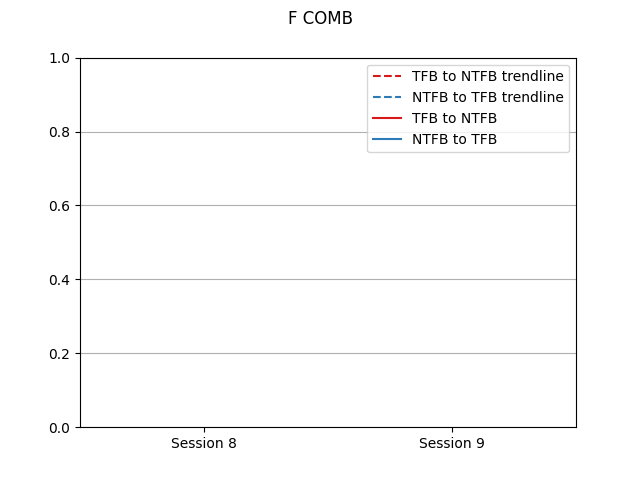 F COMB
1.0
TFB to NTFB trendline
NTFB to TFB trendline
TFB to NTFB
NTFB to TFB
0.8
0.6
0.4
0.2
0.0
Session 8
Session 9